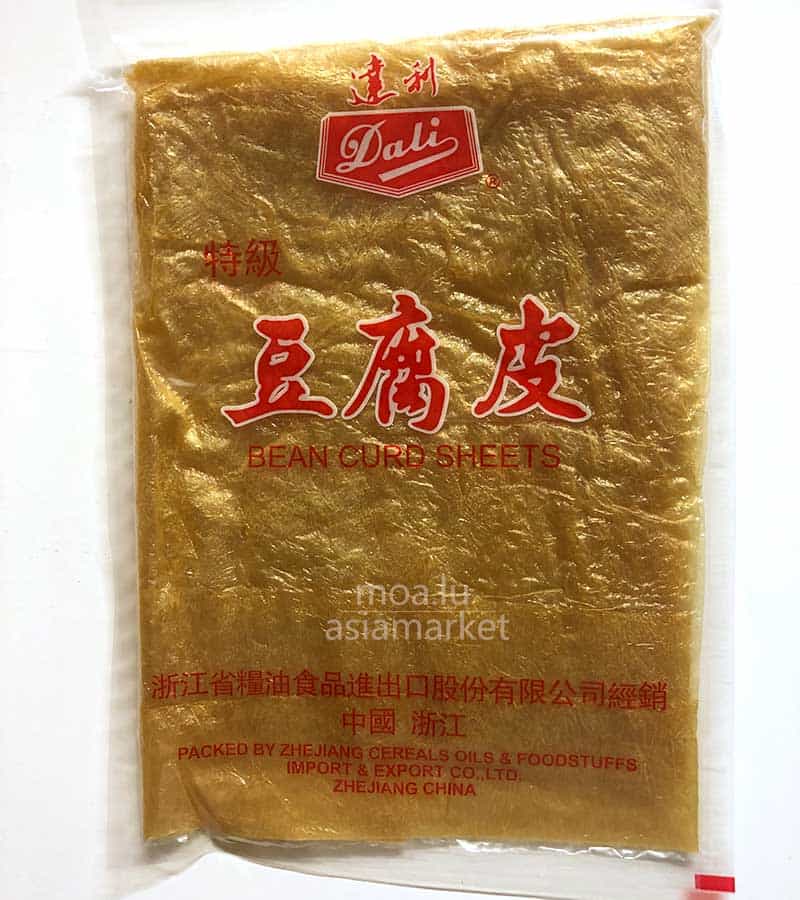 達利
Dali
®
特級
豆腐皮
BEAN CURD SHEETS
moa.lu
asiamarket
浙江省糧油食品進出口股份有限公司經銷
中國 浙江
PACKED BY ZHEJIANG CEREALS OILS & FOODSTUFFS
IMPORT & EXPORT CO.,LTD.
ZHEJIANG CHINA